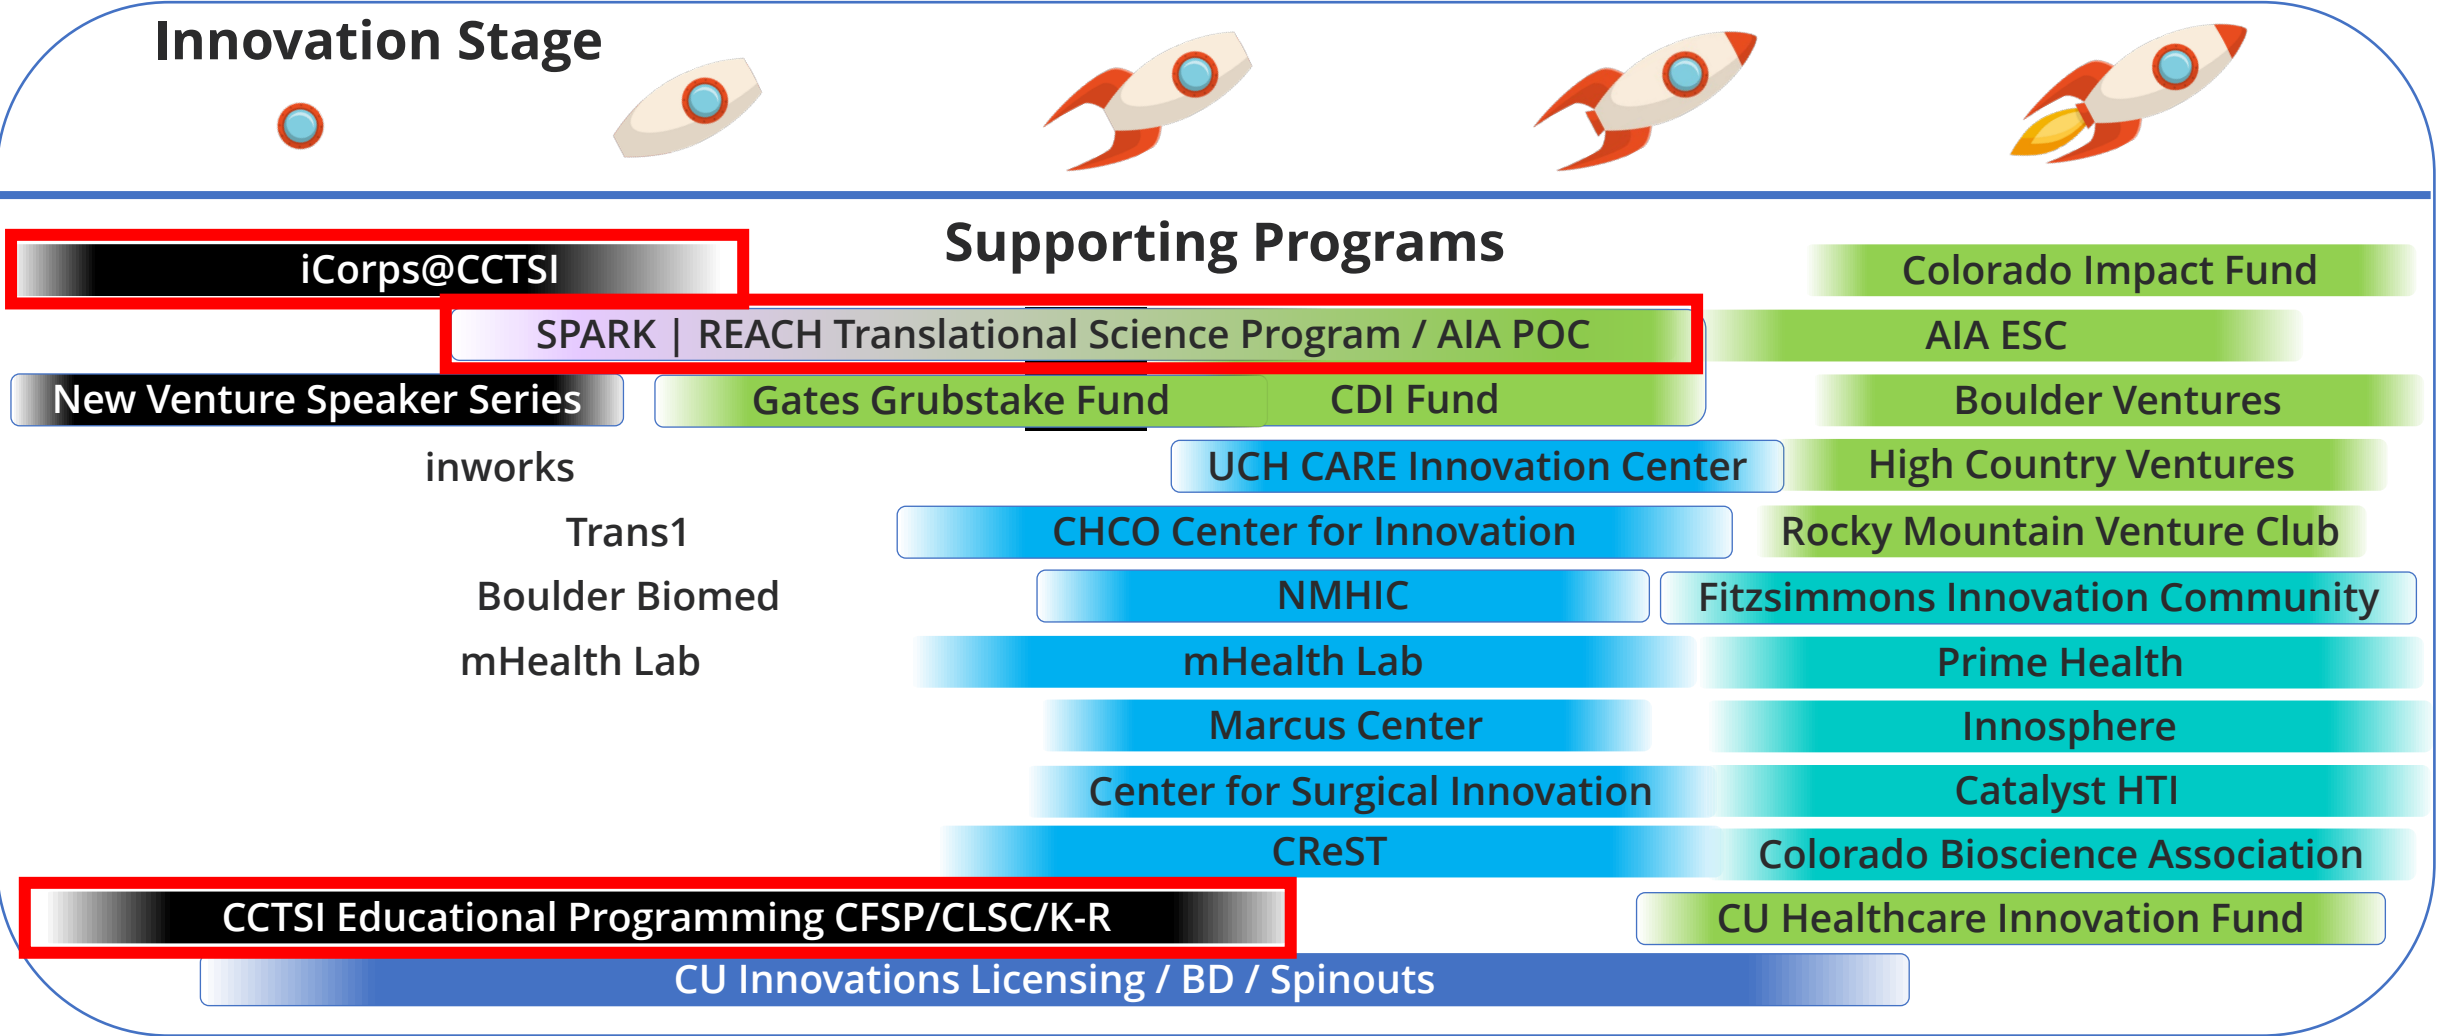 Innovation Stage
Supporting Programs
iCorps@CCTSI
Colorado Impact Fund
SPARK | REACH Translational Science Program / AIA POC
AIA ESC
New Venture Speaker Series
Gates Grubstake Fund
CDI Fund
Boulder Ventures
inworks
UCH CARE Innovation Center
High Country Ventures
Trans1
CHCO Center for Innovation
Rocky Mountain Venture Club
Boulder Biomed
NMHIC
Fitzsimmons Innovation Community
mHealth Lab
mHealth Lab
Prime Health
Marcus Center
Innosphere
Center for Surgical Innovation
Catalyst HTI
CReST
Colorado Bioscience Association
CCTSI Educational Programming CFSP/CLSC/K-R
CU Healthcare Innovation Fund
CU Innovations Licensing / BD / Spinouts